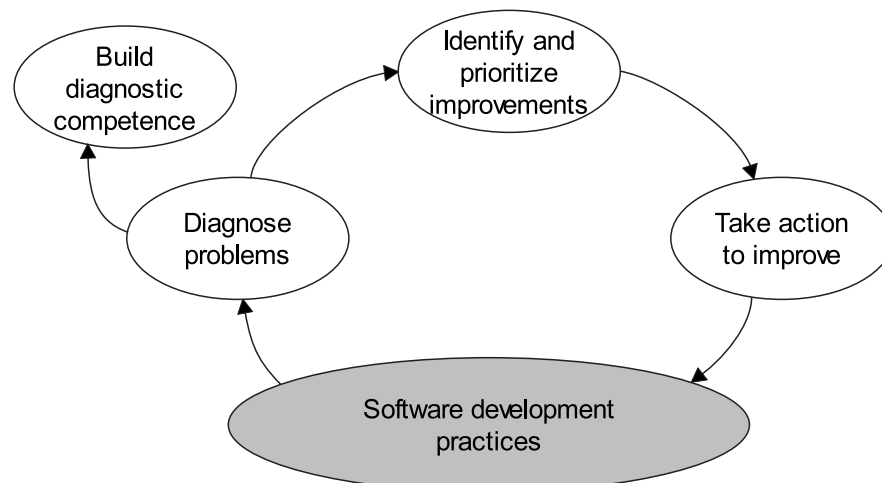 Build
diagnostic
competence
Identify and
prioritize
improvements
Diagnose
problems
Take action
to improve
Software development
practices